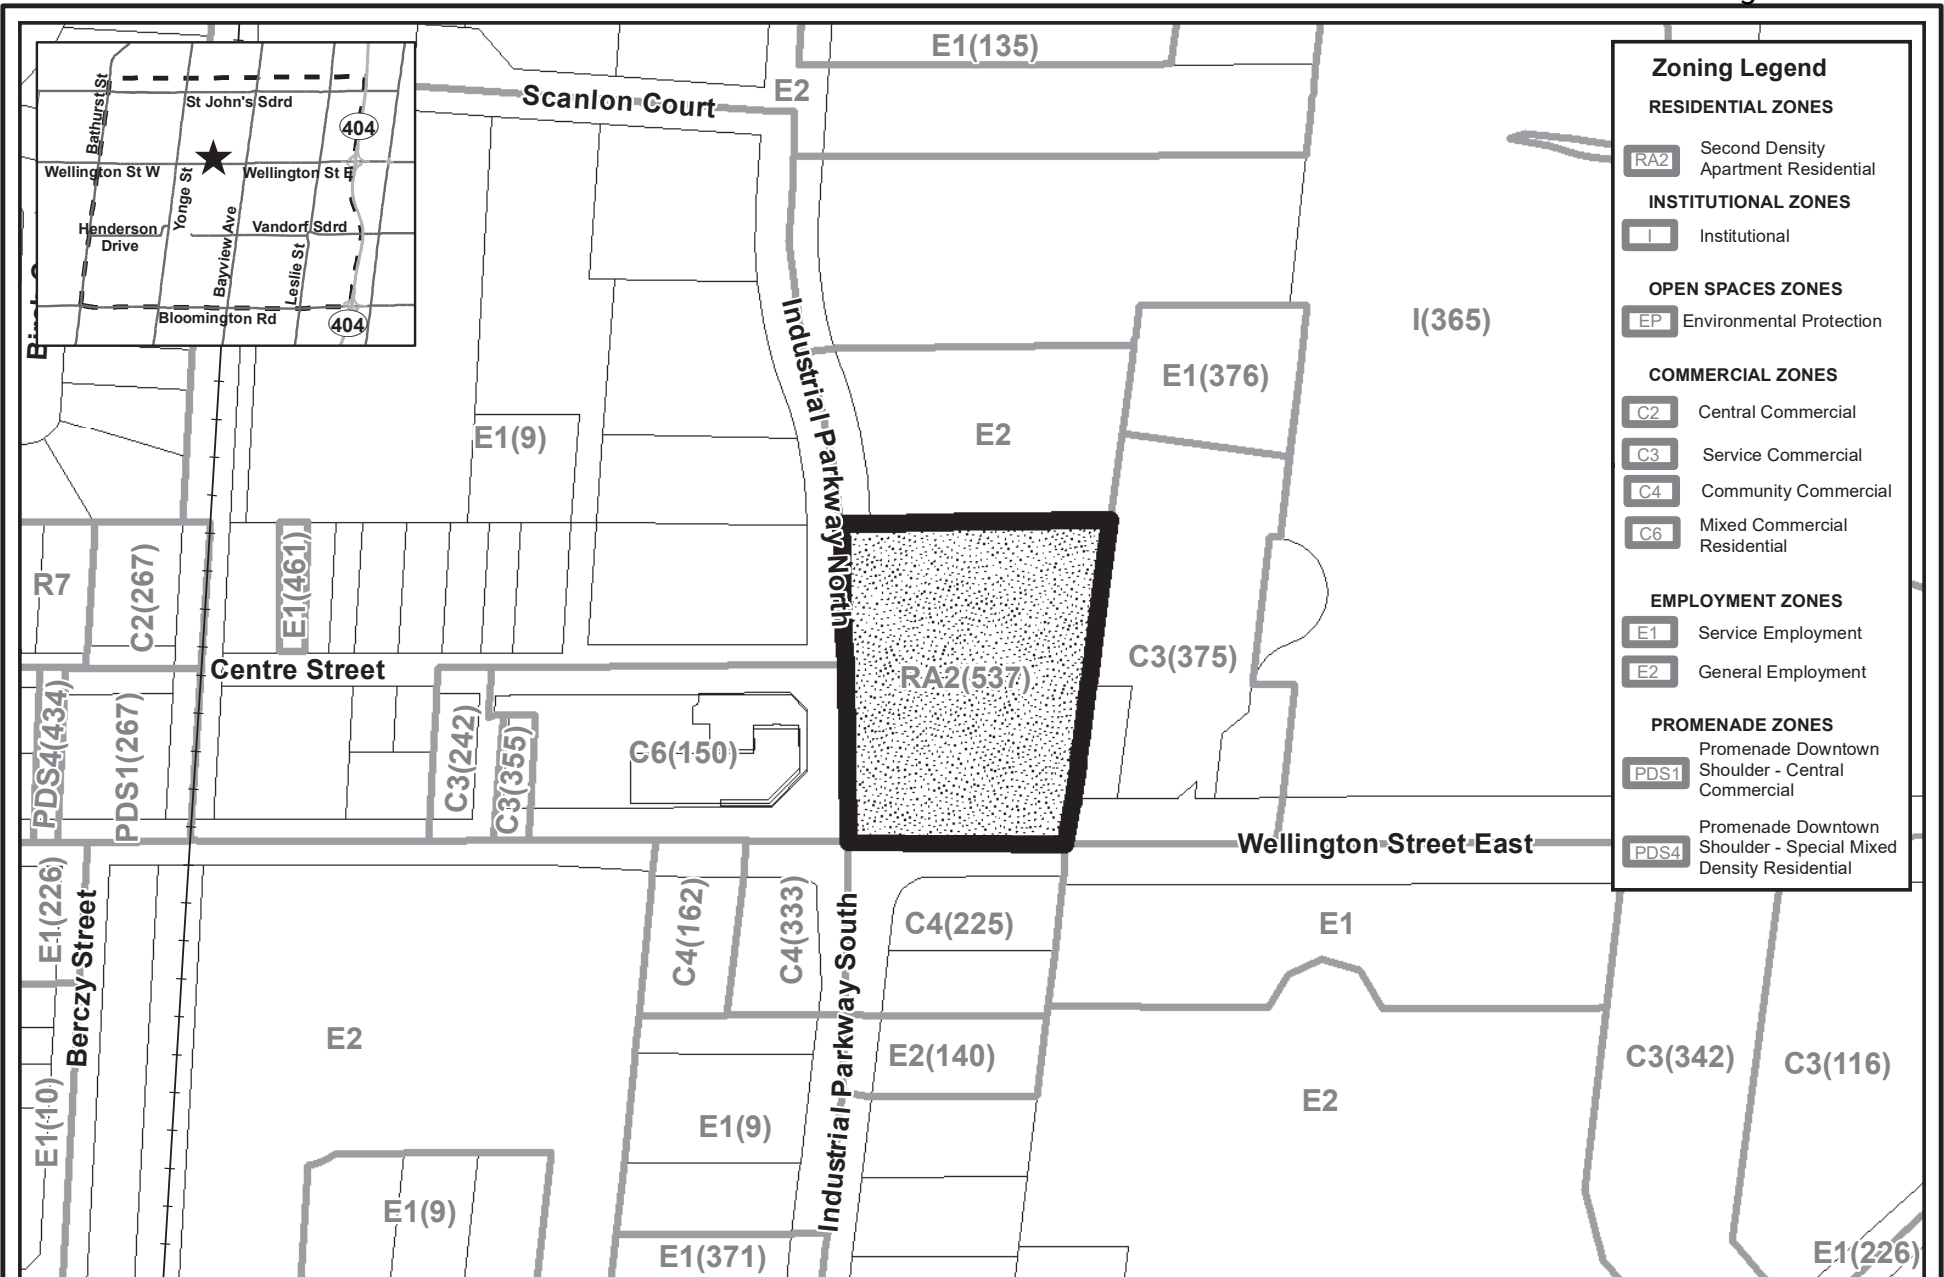 E1(135)
E2
Scanlon Court
St John's Sdrd
Bathurst St
404
Wellington St W
Wellington St E
Yonge St
Henderson
Drive
Vandorf Sdrd
Bayview Ave
Leslie St
Bloomington Rd
404
Industrial Parkway North
I(365)
E1(376)
E1(9)
E2
R7
C2(267)
E1(461)
Centre Street
C3(375)
RA2(537)
PDS4(434)
PDS1(267)
C3(242)
C3(355)
C6(150)
Wellington Street East
E1(226)
Berczy Street
C4(162)
C4(333)
Industrial Parkway South
C4(225)
E1
E2
E2(140)
C3(342)
C3(116)
E1(10)
E1(9)
E2
E1(9)
E1(371)
E1(226)
Zoning Legend
RESIDENTIAL ZONES
RA2
Second Density
Apartment Residential
INSTITUTIONAL ZONES
I
Institutional
OPEN SPACES ZONES
EP
Environmental Protection
COMMERCIAL ZONES
C2
Central Commercial
C3
Service Commercial
C4
Community Commercial
C6
Mixed Commercial
Residential
EMPLOYMENT ZONES
E1
Service Employment
E2
General Employment
PROMENADE ZONES
PDS1
Promenade Downtown
Shoulder - Central
Commercial
PDS4
Promenade Downtown
Shoulder - Special Mixed
Density Residential